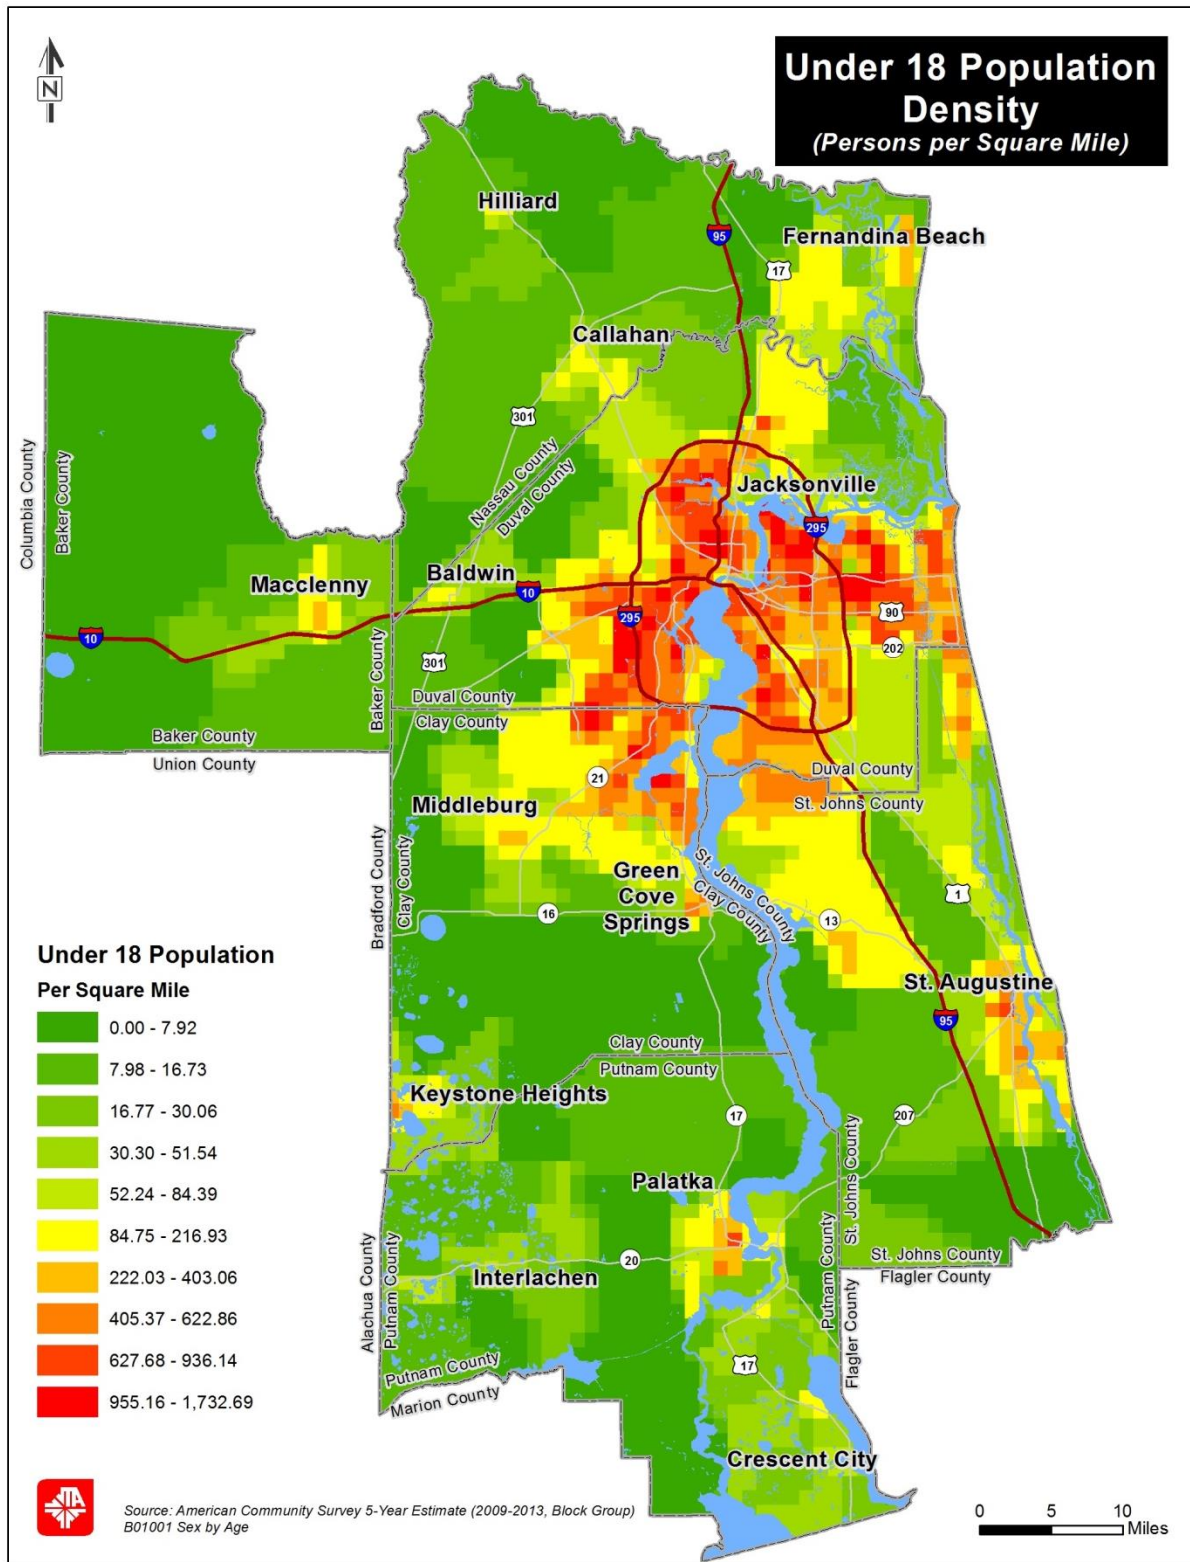 N
Under 18 Population
Density
(Persons per Square Mile)
Hilliard
95
Fernandina Beach
17
Callahan
301
Columbia County
Baker County
Nassau County
Duval County
Jacksonville
295
Macclenny
Baldwin
10
295
90
10
202
301
Baker County
Duval County
Clay County
Baker County
Union County
21
Duval County
St. Johns County
Middleburg
Bradford County
Clay County
Green
Cove
Springs
St. Johns County
Clay County
1
16
13
St. Augustine
95
Under 18 Population
Per Square Mile
0.00 - 7.92
7.98 - 16.73
16.77 - 30.06
30.30 - 51.54
52.24 - 84.39
84.75 - 216.93
222.03 - 403.06
405.37 - 622.86
627.68 - 936.14
955.16 - 1,732.69
Clay County
Putnam County
Keystone Heights
17
207
Palatka
St. Johns County
Putnam County
Flagler County
St. Johns County
Flagler County
20
Interlachen
Alachua County
Putnam County
17
Putnam County
Marion County
Crescent City
JTA
Source: American Community Survey 5-Year Estimate (2009-2013, Block Group)
B01001 Sex by Age
0 5 10
Miles